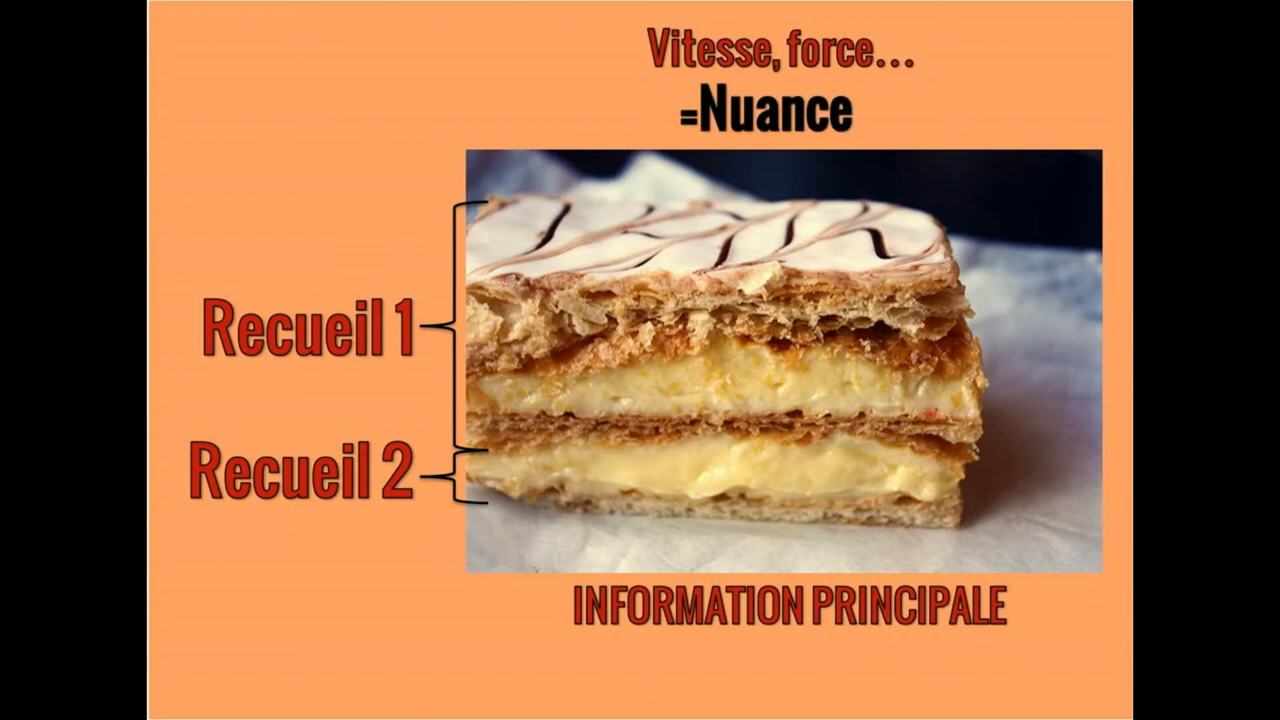 Vitesse, force...
=Nuance
Recueil 1
Recueil 2
INFORMATION PRINCIPALE